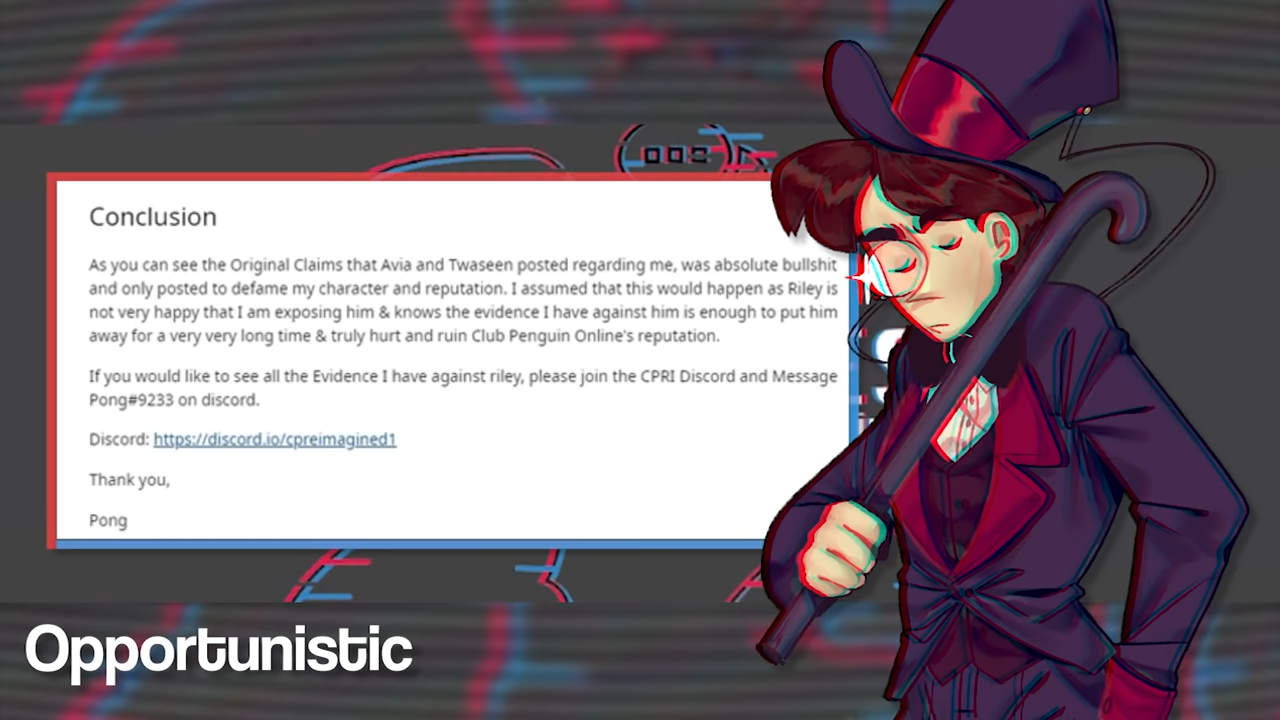 Conclusion
As you can see the Original Claims that Avia and Twaseen posted regarding me, was absolute bullshit
and only posted to defame my character and reputation. I assumed that this would happen as Riley is
not very happy that I am exposing him & knows the evidence I have against him is enough to put him
away for a very very long time & truly hurt and ruin Club Penguin Online's reputation.
If you would like to see all the Evidence I have against riley, please join the CPRI Discord and Message
Pong#9233 on discord.
Discord: https://discord.io/cpreimagined1
Thank you,
Pong
Opportunistic